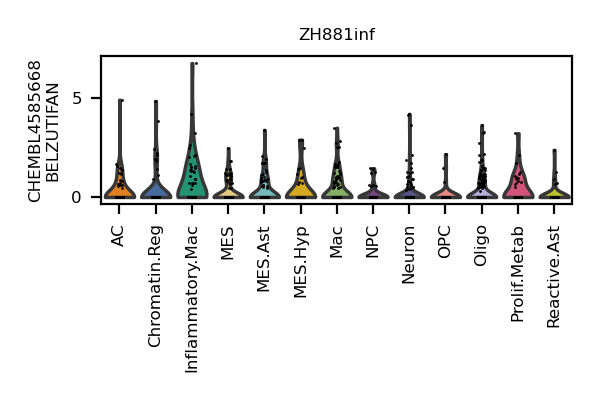 ZH881inf
CHEMBL4585668
BELZUTIFAN
5
0
AC
Chromatin.Reg
Inflammatory.Mac
MES
MES.Ast
MES.Hyp
Mac
NPC
Neuron
OPC
Oligo
Prolif.Metab
Reactive.Ast